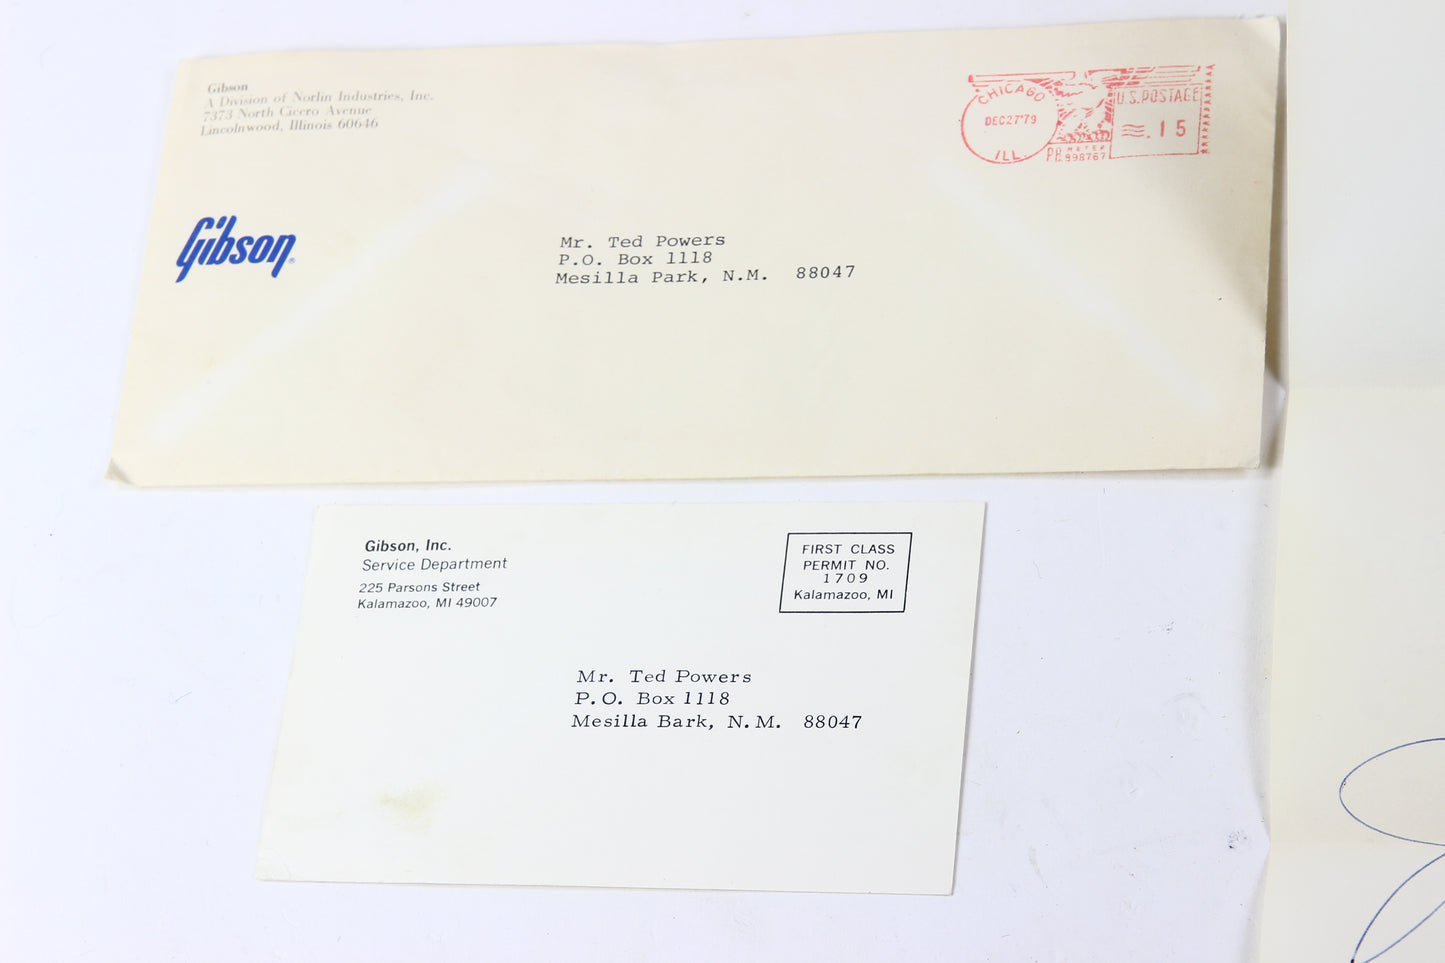 Gibson
A Division of Norlin Industries, Inc.
7373 North Cicero Avenue
Lincolnwood, Illinois 60646
CHICAGO
DEC27'79
ILL.
U.S.POSTAGE
.15
P.B. METER
998767
Gibson®
Mr. Ted Powers
P.O. Box 1118
Mesilla Park, N.M. 88047
Gibson, Inc.
Service Department
225 Parsons Street
Kalamazoo, MI 49007
FIRST CLASS
PERMIT NO.
1709
Kalamazoo, MI
Mr. Ted Powers
P.O. Box 1118
Mesilla Bark, N.M. 88047